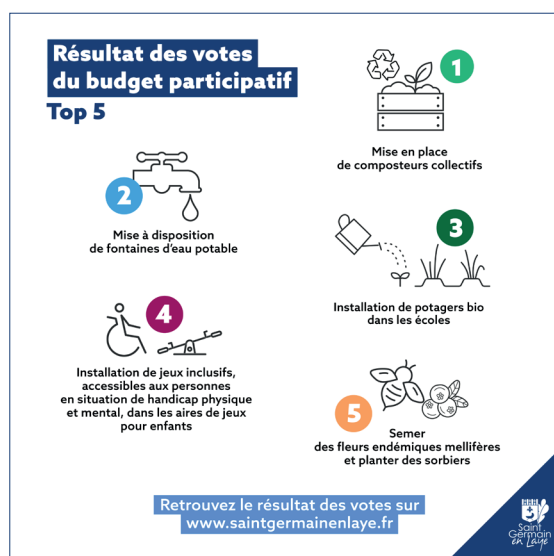 Résultat des votes
du budget participatif
Top 5
1
Mise en place
de composteurs collectifs
2
Mise à disposition
de fontaines d'eau potable
3
Installation de potagers bio
dans les écoles
4
Installation de jeux inclusifs,
accessibles aux personnes
en situation de handicap physique
et mental, dans les aires de jeux
pour enfants
5
Semer
des fleurs endémiques mellifères
et planter des sorbiers
Retrouvez le résultat des votes sur
www.saintgermainenlaye.fr
Saint
Germain
en Laye